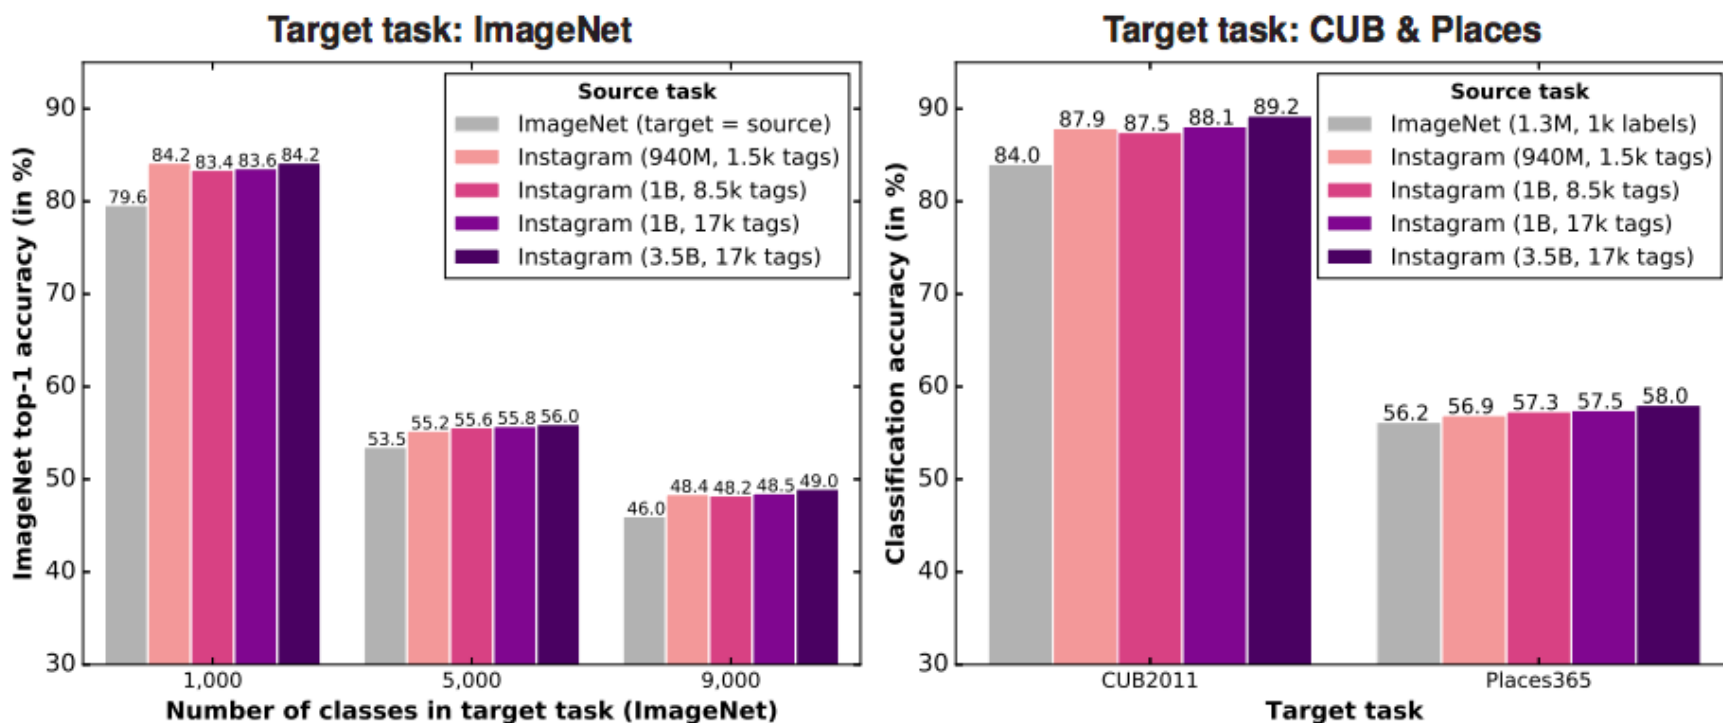 Target task: ImageNet
Source task
ImageNet (target = source)
Instagram (940M, 1.5k tags)
Instagram (1B, 8.5k tags)
Instagram (1B, 17k tags)
Instagram (3.5B, 17k tags)
ImageNet top-1 accuracy (in %)
90
80
70
60
50
40
30
79.6
84.2
83.4
83.6
84.2
53.5
55.2
55.6
55.8
56.0
46.0
48.4
48.2
48.5
49.0
1,000
5,000
9,000
Number of classes in target task (ImageNet)
Target task: CUB & Places
Source task
ImageNet (1.3M, 1k labels)
Instagram (940M, 1.5k tags)
Instagram (1B, 8.5k tags)
Instagram (1B, 17k tags)
Instagram (3.5B, 17k tags)
Classification accuracy (in %)
90
80
70
60
50
40
30
84.0
87.9
87.5
88.1
89.2
56.2
56.9
57.3
57.5
58.0
CUB2011
Places365
Target task